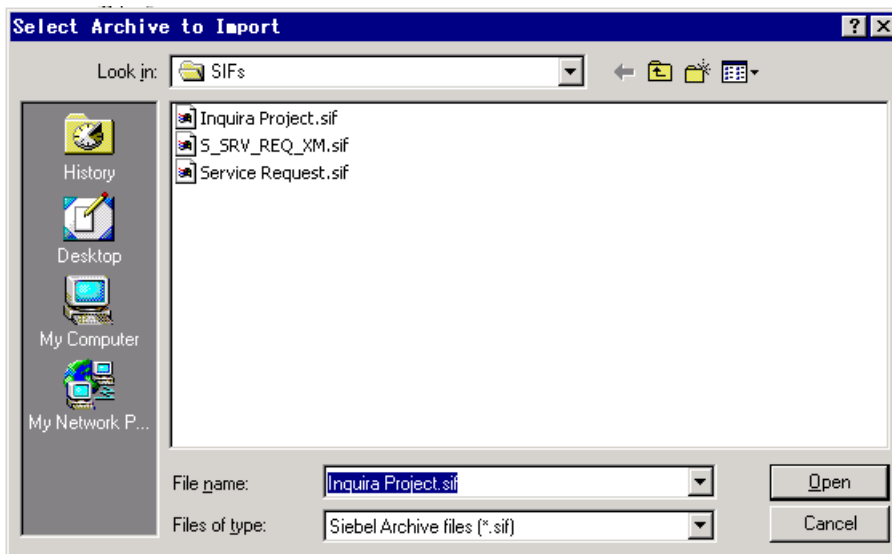 Select Archive to Import
Look in:
SIFs
Inquira Project.sif
S_SRV_REQ_XM.sif
Service Request.sif
History
Desktop
My Computer
My Network P...
File name:
Inquira Project.sif
Open
Files of type:
Siebel Archive files (*.sif)
Cancel